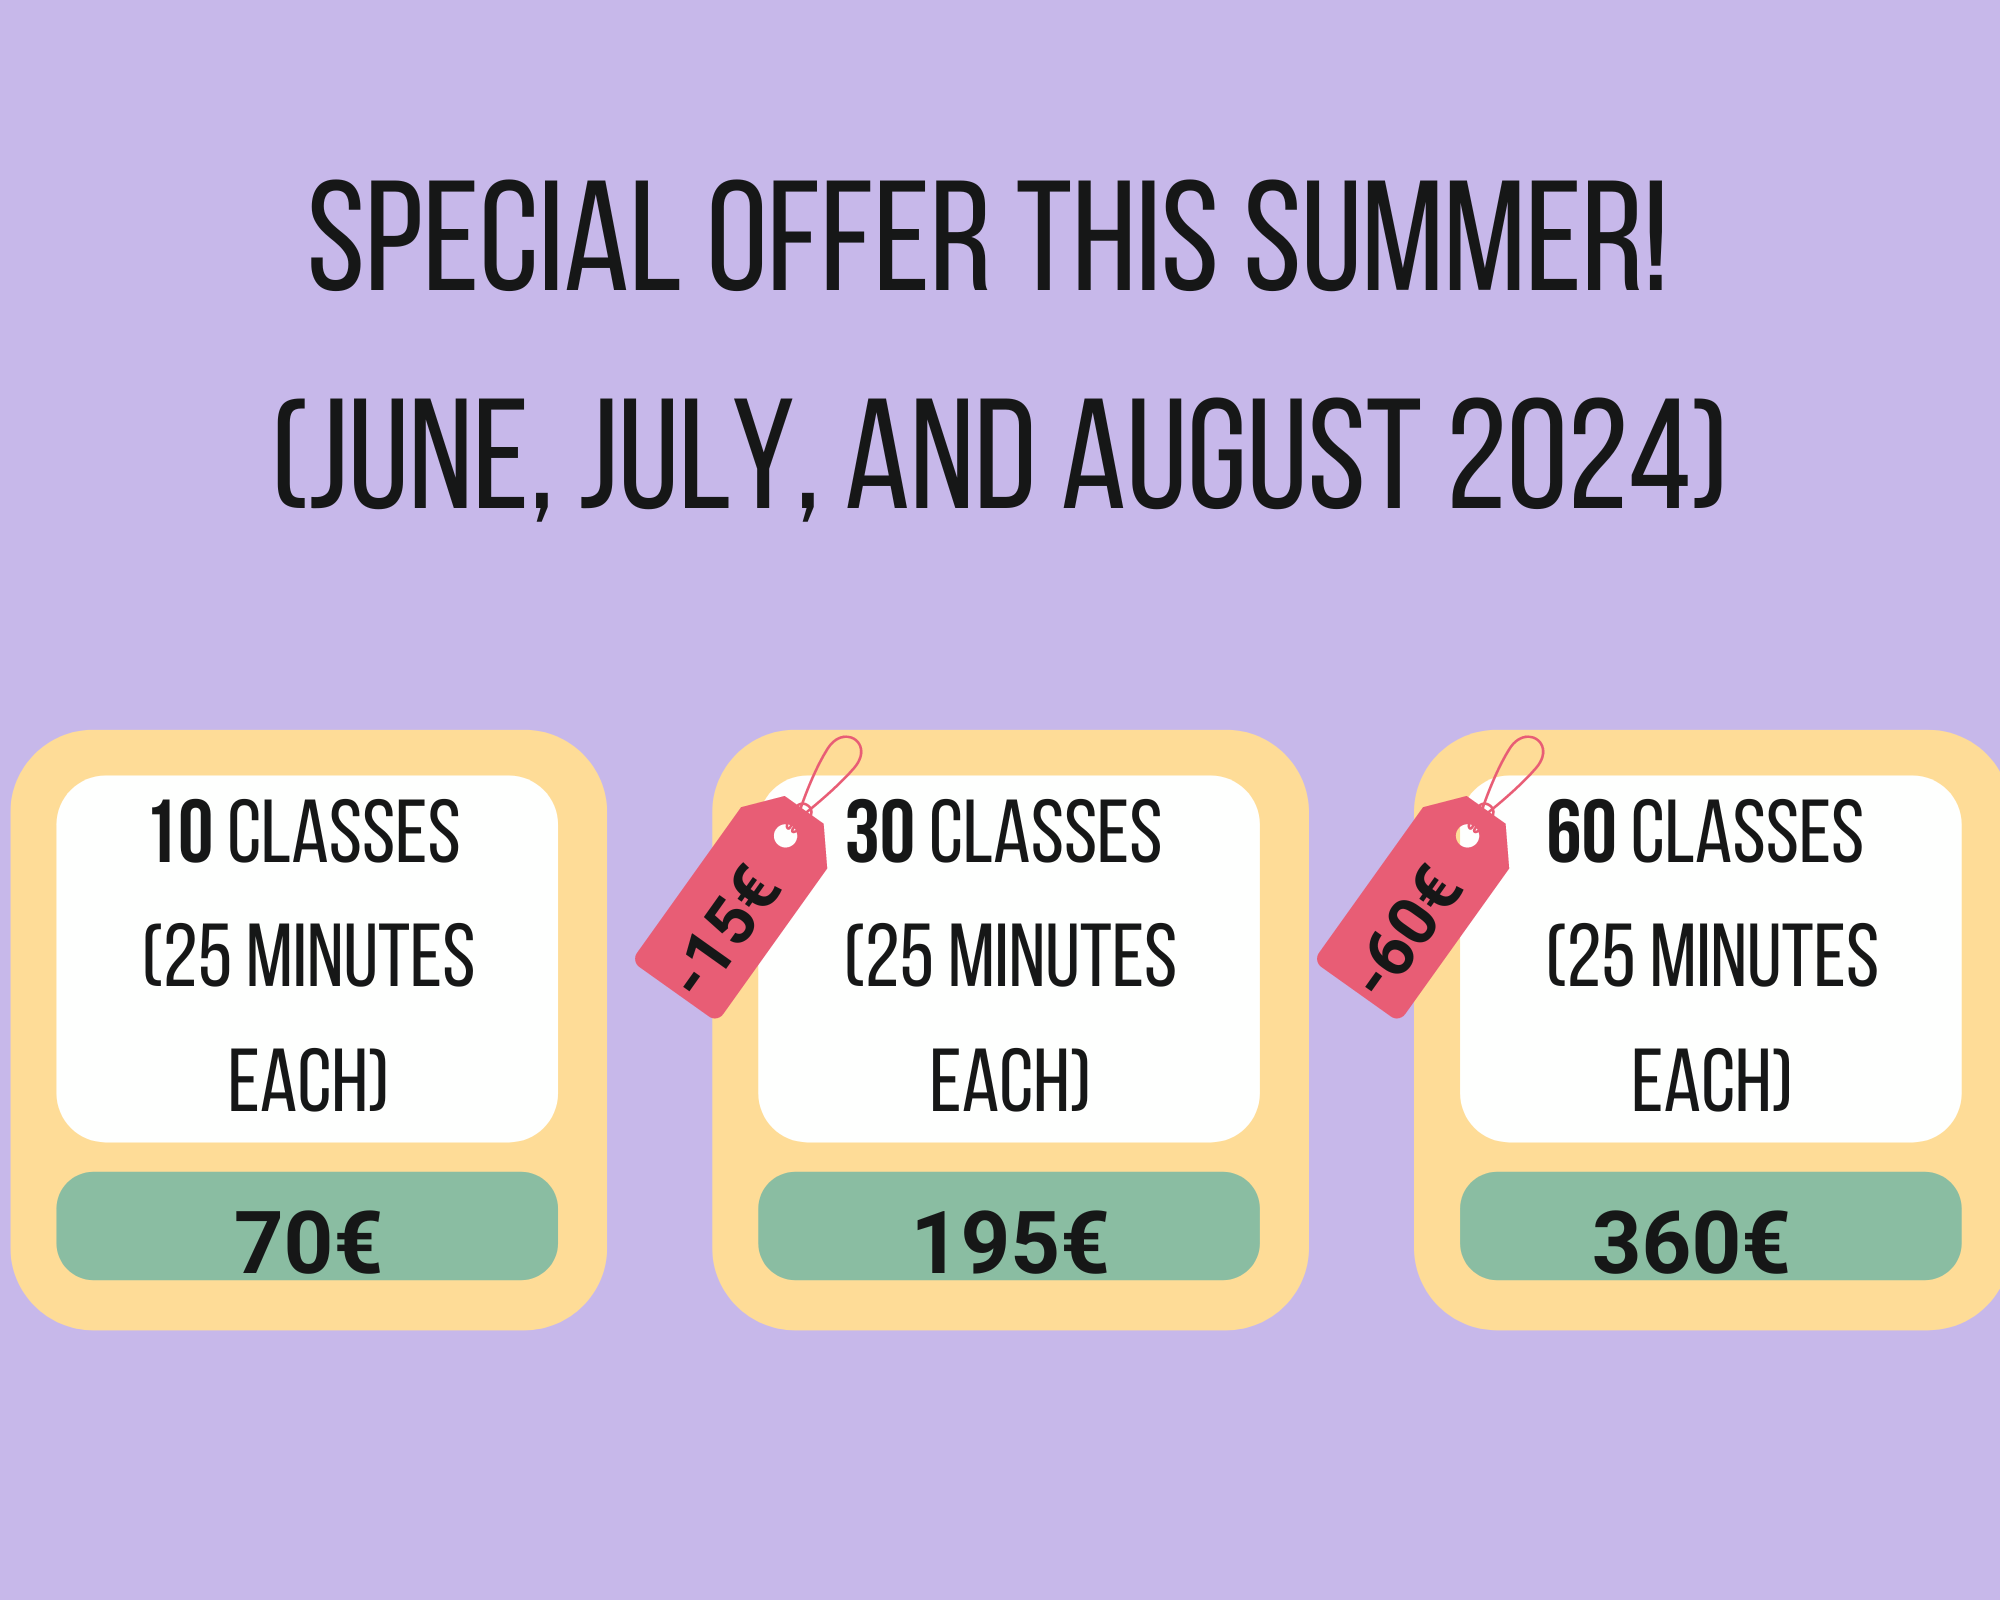 SPECIAL OFFER THIS SUMMER!
(JUNE, JULY, AND AUGUST 2024)
10 CLASSES
(25 MINUTES
EACH)
70€
-15€
30 CLASSES
(25 MINUTES
EACH)
195€
-60€
60 CLASSES
(25 MINUTES
EACH)
360€